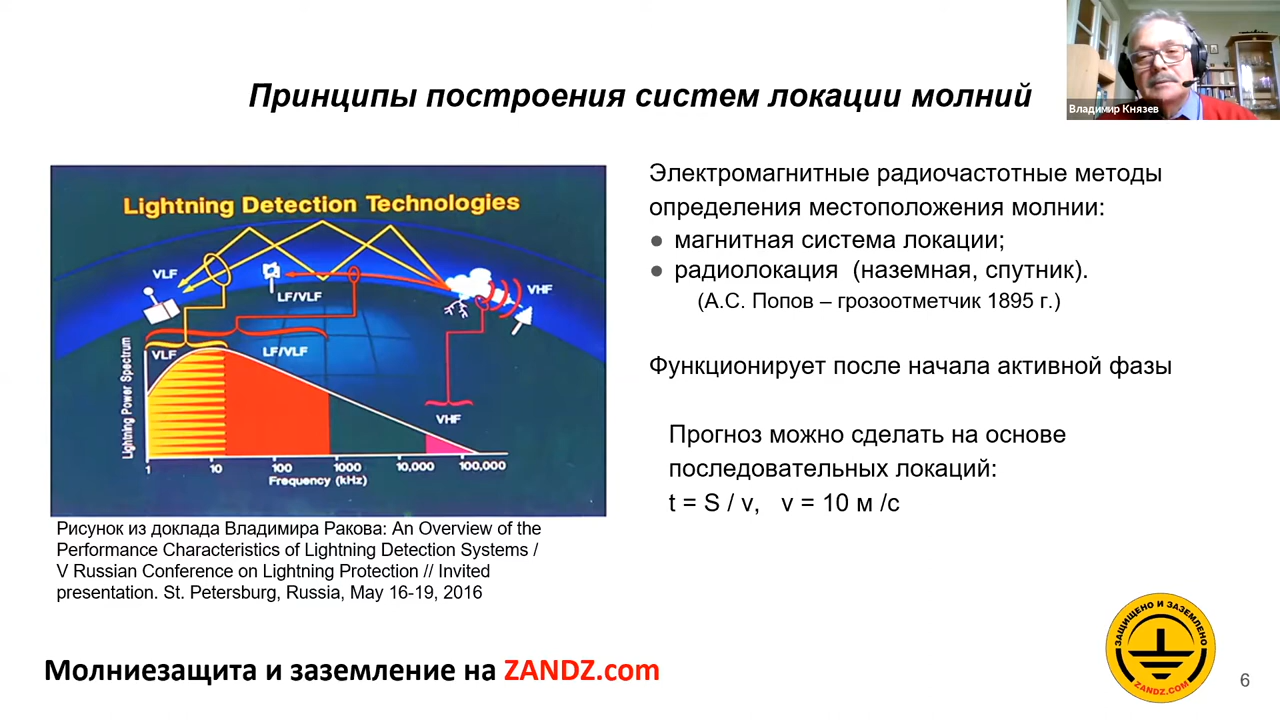 Владимир Князев
Принципы построения систем локации молний
Lightning Detection Technologies
VLF
LF/VLF
VHF
VLF
LF/VLF
VHF
Lightning Power Spectrum
1 10 100 1000 10,000 100,000
Frequency (kHz)
Рисунок из доклада Владимира Ракова: An Overview of the
Performance Characteristics of Lightning Detection Systems /
V Russian Conference on Lightning Protection // Invited
presentation. St. Petersburg, Russia, May 16-19, 2016
Электромагнитные радиочастотные методы
определения местоположения молнии:
● магнитная система локации;
● радиолокация (наземная, спутник).
(А.С. Попов – грозоотметчик 1895 г.)
Функционирует после начала активной фазы
Прогноз можно сделать на основе
последовательных локаций:
t = S / v, v = 10 м /с
Молниезащита и заземление на ZANDZ.com
ЗАЩИЩЕНО И ЗАЗЕМЛЕНО
ZANDZ.COM
6